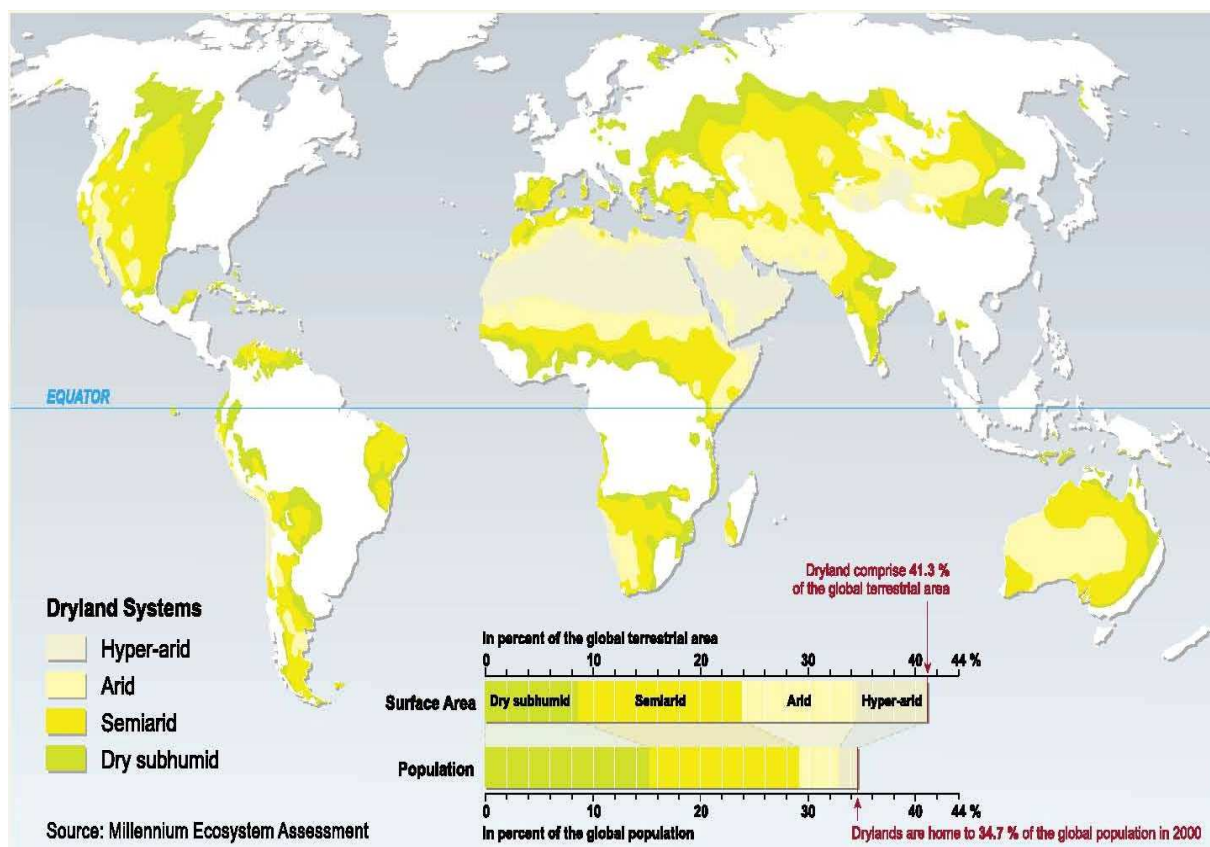 EQUATOR
Dryland comprise 41.3 %
of the global terrestrial area
Dryland Systems
Hyper-arid
Arid
Semiarid
Dry subhumid
Source: Millennium Ecosystem Assessment
In percent of the global terrestrial area
0 10 20 30 40 44 %
Surface Area
Dry subhumid Semiarid Arid Hyper-arid
Population
0 10 20 30 40 44 %
In percent of the global population
Drylands are home to 34.7 % of the global population in 2000